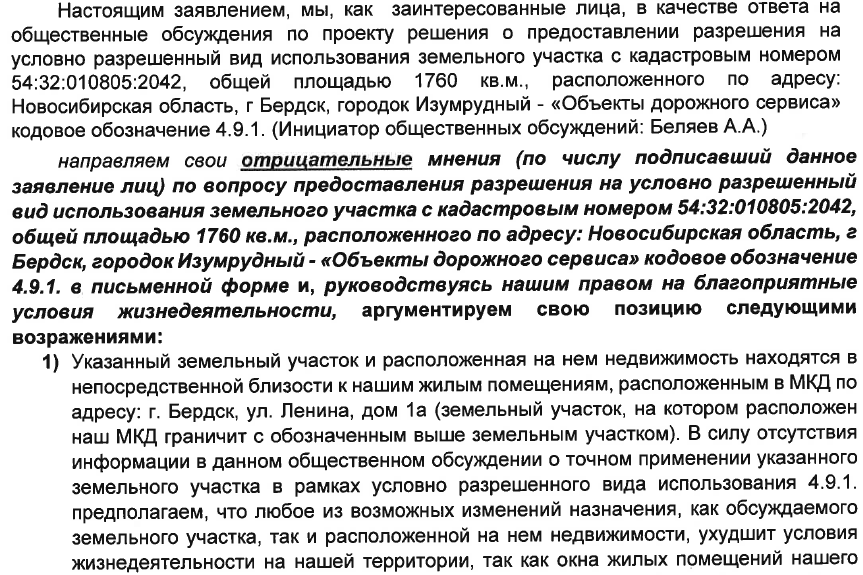 Настоящим заявлением, мы, как заинтересованные лица, в качестве ответа на
общественные обсуждения по проекту решения о предоставлении разрешения на
условно разрешенный вид использования земельного участка с кадастровым номером
54:32:010805:2042, общей площадью 1760 кв.м., расположенного по адресу:
Новосибирская область, г Бердск, городок Изумрудный - «Объекты дорожного сервиса»
кодовое обозначение 4.9.1. (Инициатор общественных обсуждений: Беляев А.А.)
направляем свои отрицательные мнения (по числу подписавший данное
заявление лиц) по вопросу предоставления разрешения на условно разрешенный
вид использования земельного участка с кадастровым номером 54:32:010805:2042,
общей площадью 1760 кв.м., расположенного по адресу: Новосибирская область, г
Бердск, городок Изумрудный - «Объекты дорожного сервиса» кодовое обозначение
4.9.1. в письменной форме и, руководствуясь нашим правом на благоприятные
условия жизнедеятельности, аргументируем свою позицию следующими
возражениями:
1) Указанный земельный участок и расположенная на нем недвижимость находятся в
непосредственной близости к нашим жилым помещениям, расположенным в МКД по
адресу: г. Бердск, ул. Ленина, дом 1а (земельный участок, на котором расположен
наш МКД граничит с обозначенным выше земельным участком). В силу отсутствия
информации в данном общественном обсуждении о точном применении указанного
земельного участка в рамках условно разрешенного вида использования 4.9.1.
предполагаем, что любое из возможных изменений назначения, как обсуждаемого
земельного участка, так и расположенной на нем недвижимости, ухудшит условия
жизнедеятельности на нашей территории, так как окна жилых помещений нашего